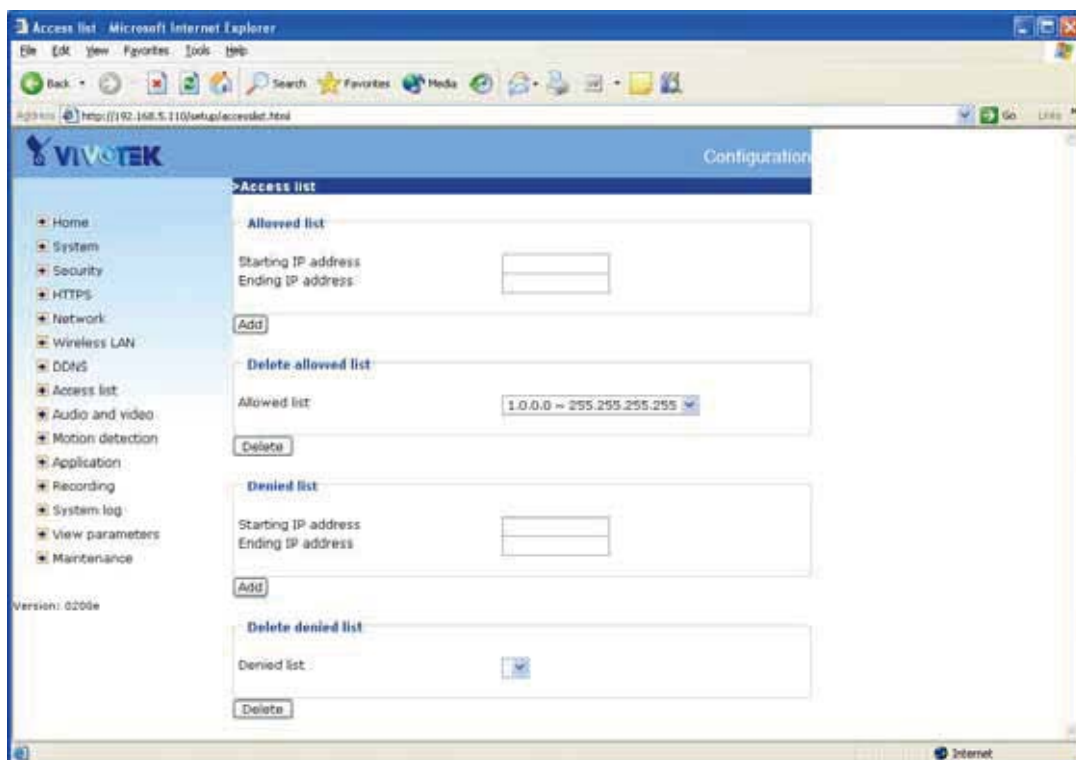 Access list - Microsoft Internet Explorer
File Edit View Favorites Tools Help
Back Search Favorites Media
Address http://192.168.5.110/setup/accesslist.html Go Links
VIVOTEK Configuration
>Access list
Home
System
Security
HTTPS
Network
Wireless LAN
DDNS
Access list
Audio and video
Motion detection
Application
Recording
System log
View parameters
Maintenance
Version: 0200e
Allowed list
Starting IP address
Ending IP address
Add
Delete allowed list
Allowed list 1.0.0.0 ~ 255.255.255.255
Delete
Denied list
Starting IP address
Ending IP address
Add
Delete denied list
Denied list
Delete
Internet